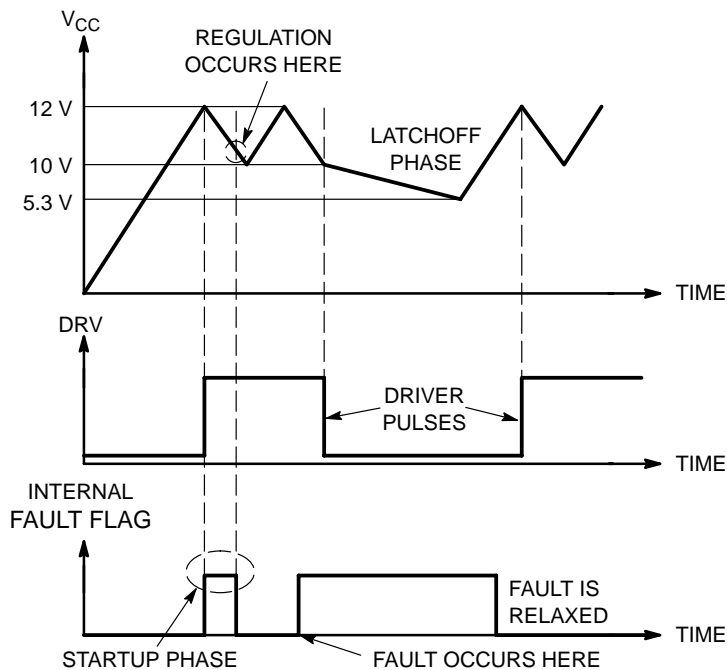 VCC
REGULATION
OCCURS HERE
12 V
LATCHOFF
PHASE
10 V
5.3 V
TIME
DRV
DRIVER
PULSES
TIME
INTERNAL
FAULT FLAG
FAULT IS
RELAXED
TIME
STARTUP PHASE
FAULT OCCURS HERE